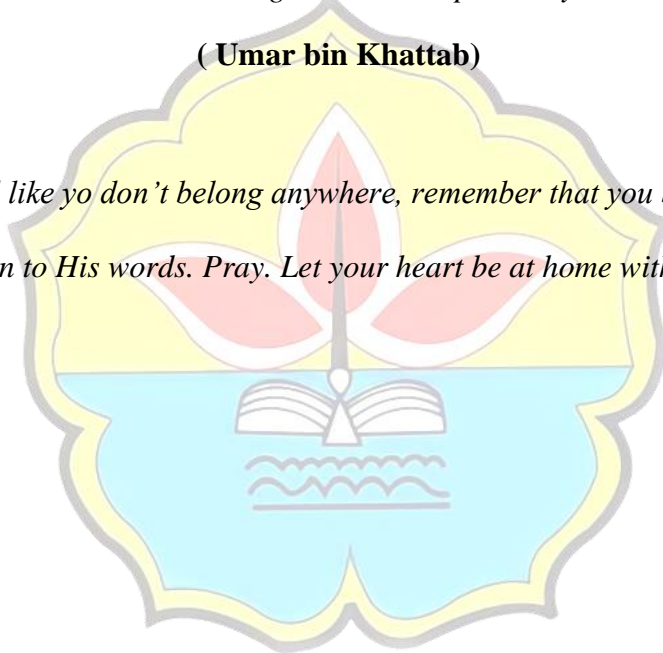 ( Umar bin Khattab)
like yo don’t belong anywhere, remember that you
n to His words. Pray. Let your heart be at home with